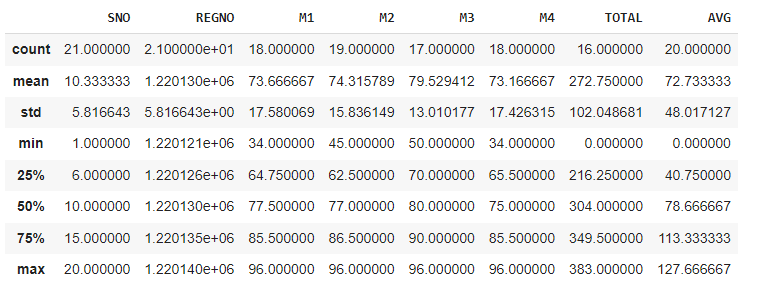 SNO REGNO M1 M2 M3 M4 TOTAL AVG
count 21.000000 2.100000e+01 18.000000 19.000000 17.000000 18.000000 16.000000 20.000000
mean 10.333333 1.220130e+06 73.666667 74.315789 79.529412 73.166667 272.750000 72.733333
std 5.816643 5.816643e+00 17.580069 15.836149 13.010177 17.426315 102.048681 48.017127
min 1.000000 1.220121e+06 34.000000 45.000000 50.000000 34.000000 0.000000 0.000000
25% 6.000000 1.220126e+06 64.750000 62.500000 70.000000 65.500000 216.250000 40.750000
50% 10.000000 1.220130e+06 77.500000 77.000000 80.000000 75.000000 304.000000 78.666667
75% 15.000000 1.220135e+06 85.500000 86.500000 90.000000 85.500000 349.500000 113.333333
max 20.000000 1.220140e+06 96.000000 96.000000 96.000000 96.000000 383.000000 127.666667